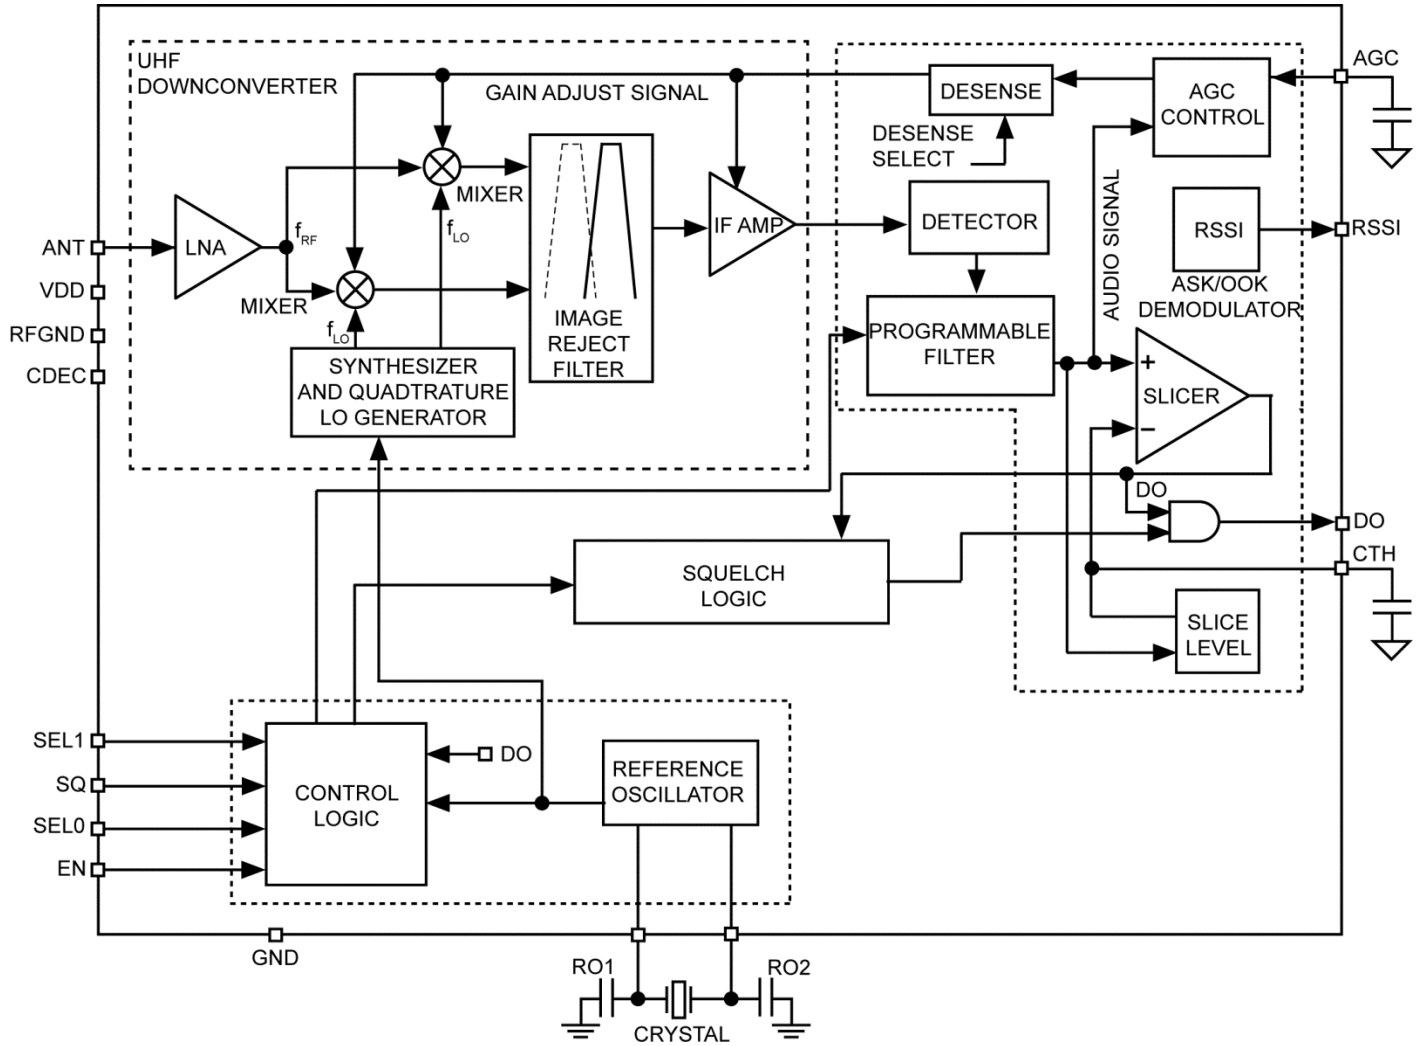 UHF
DOWNCONVERTER
GAIN ADJUST SIGNAL
DESENSE
DESENSE
SELECT
AGC
CONTROL
AGC
MIXER
fRF
fLO
LNA
ANT
VDD
RFGND
CDEC
MIXER
fLO
IMAGE
REJECT
FILTER
IF AMP
DETECTOR
AUDIO SIGNAL
RSSI
RSSI
ASK/OOK
DEMODULATOR
PROGRAMMABLE
FILTER
SYNTHESIZER
AND QUADTRATURE
LO GENERATOR
+
SLICER
−
DO
DO
CTH
SQUELCH
LOGIC
SLICE
LEVEL
SEL1
SQ
SEL0
EN
CONTROL
LOGIC
DO
REFERENCE
OSCILLATOR
GND
RO1
RO2
CRYSTAL